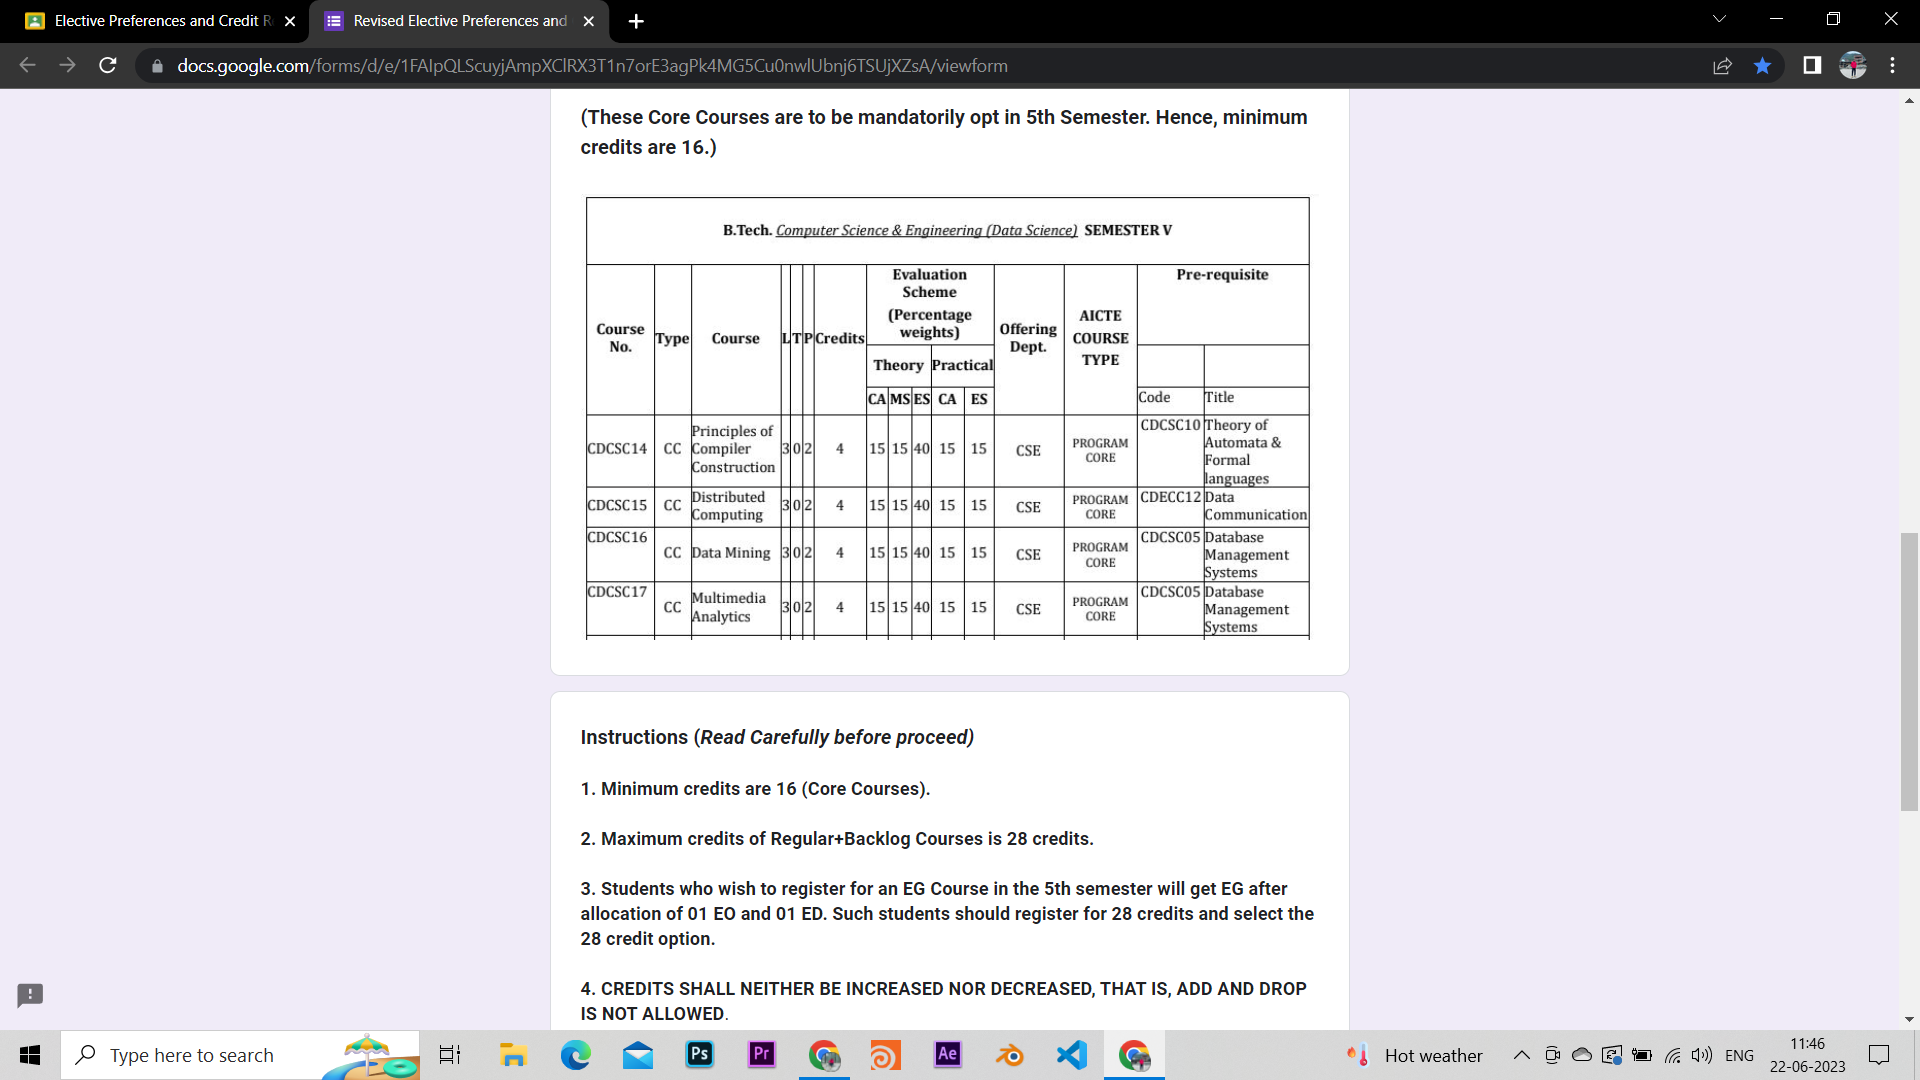 Elective Preferences and Credit R
Revised Elective Preferences and
docs.google.com/forms/d/e/1FAIpQLScuyjAmpXClRX3T1n7orE3agPk4MG5Cu0nwlUbnj6TSUjXZsA/viewform
(These Core Courses are to be mandatorily opt in 5th Semester. Hence, minimum
credits are 16.)
B.Tech. Computer Science & Engineering (Data Science) SEMESTER V
Course No. Type Course L T P Credits Evaluation Scheme (Percentage weights) Offering Dept. AICTE COURSE TYPE Pre-requisite
Theory Practical
CA MS ES CA ES Code Title
CDCSC14 CC Principles of Compiler Construction 3 0 2 4 15 15 40 15 15 CSE PROGRAM CORE CDCSC10 Theory of Automata & Formal languages
CDCSC15 CC Distributed Computing 3 0 2 4 15 15 40 15 15 CSE PROGRAM CORE CDECC12 Data Communication
CDCSC16 CC Data Mining 3 0 2 4 15 15 40 15 15 CSE PROGRAM CORE CDCSC05 Database Management Systems
CDCSC17 CC Multimedia Analytics 3 0 2 4 15 15 40 15 15 CSE PROGRAM CORE CDCSC05 Database Management Systems
Instructions (Read Carefully before proceed)
1. Minimum credits are 16 (Core Courses).
2. Maximum credits of Regular+Backlog Courses is 28 credits.
3. Students who wish to register for an EG Course in the 5th semester will get EG after
allocation of 01 EO and 01 ED. Such students should register for 28 credits and select the
28 credit option.
4. CREDITS SHALL NEITHER BE INCREASED NOR DECREASED, THAT IS, ADD AND DROP
IS NOT ALLOWED.
Type here to search
Ps
Pr
Ae
Hot weather
ENG
11:46
22-06-2023